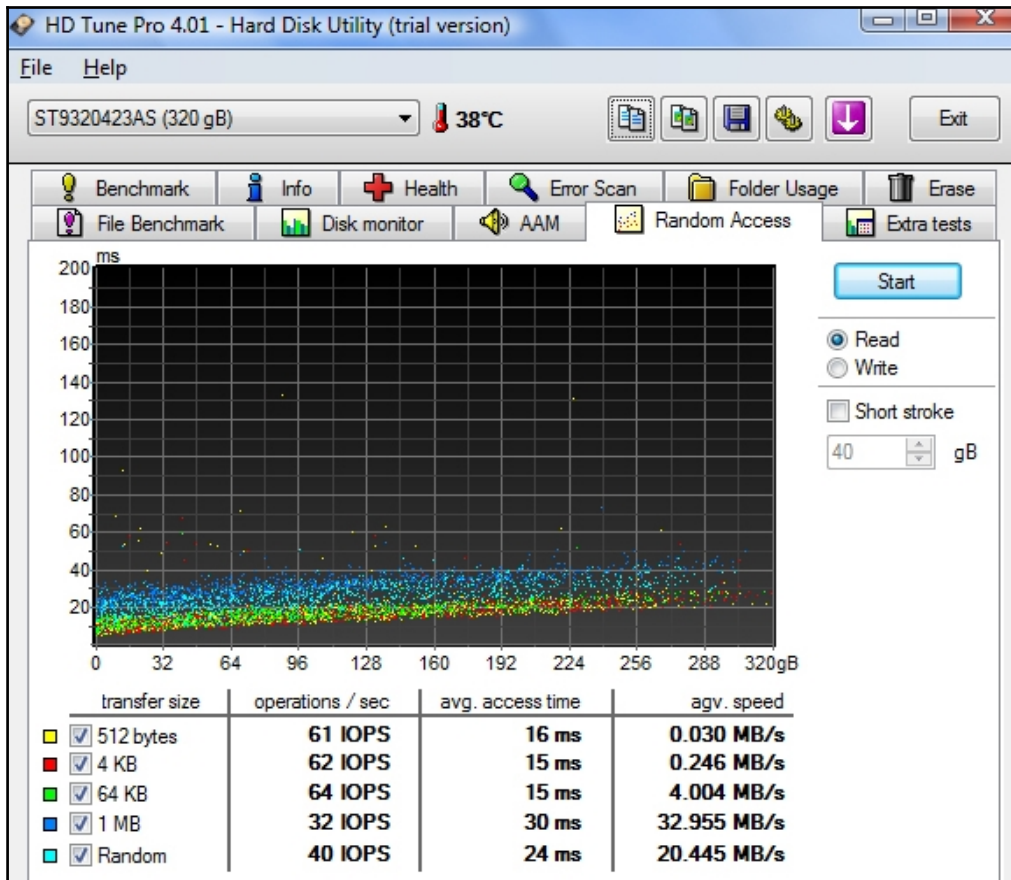 HD Tune Pro 4.01 - Hard Disk Utility (trial version)
File Help
ST9320423AS (320 gB) 38°C Exit
Benchmark Info Health Error Scan Folder Usage Erase
File Benchmark Disk monitor AAM Random Access Extra tests
ms
200
180
160
140
120
100
80
60
40
20
0 32 64 96 128 160 192 224 256 288 320gB
Start
Read
Write
Short stroke
40 gB
transfer size operations / sec avg. access time agv. speed
512 bytes 61 IOPS 16 ms 0.030 MB/s
4 KB 62 IOPS 15 ms 0.246 MB/s
64 KB 64 IOPS 15 ms 4.004 MB/s
1 MB 32 IOPS 30 ms 32.955 MB/s
Random 40 IOPS 24 ms 20.445 MB/s